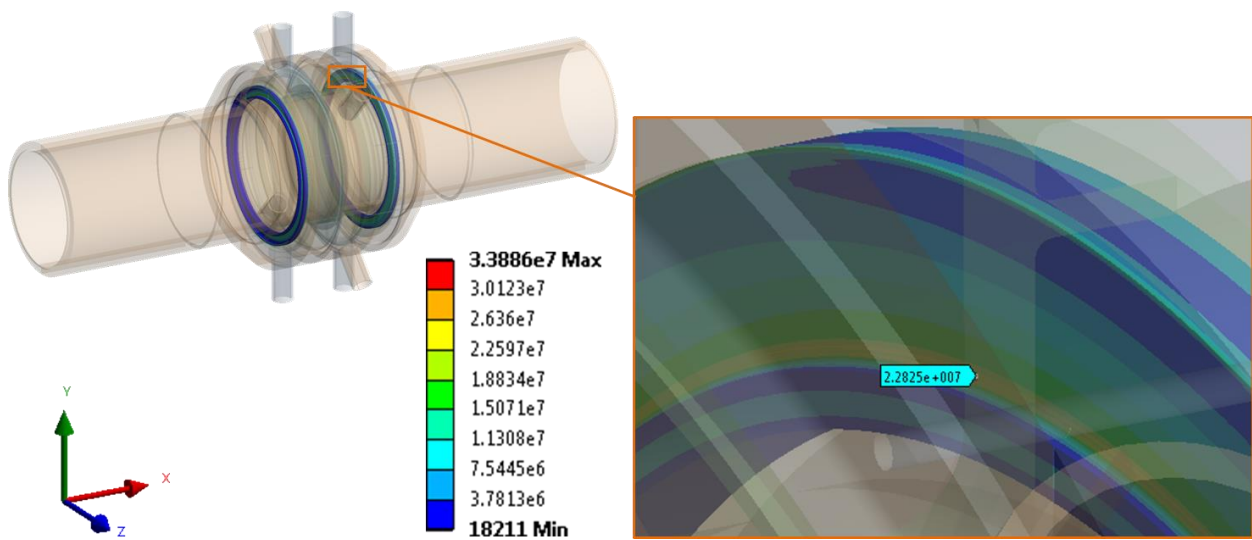 3.3886e7 Max
3.0123e7
2.636e7
2.2597e7
1.8834e7
1.5071e7
1.1308e7
7.5445e6
3.7813e6
18211 Min
2.2825e+007
Y
X
Z